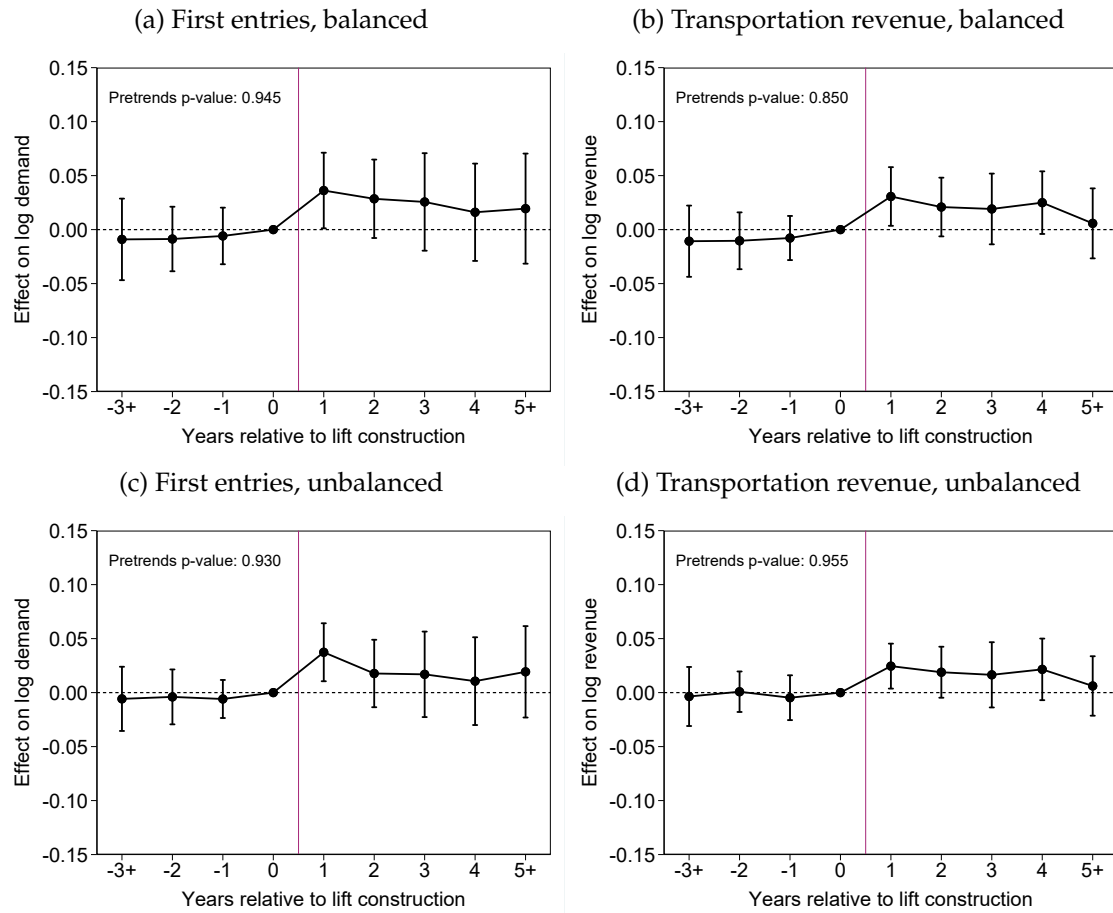 (a) First entries, balanced
0.15
0.10
0.05
0.00
-0.05
-0.10
-0.15
Effect on log demand
Pretrends p-value: 0.945
-3+ -2 -1 0 1 2 3 4 5+
Years relative to lift construction
(b) Transportation revenue, balanced
0.15
0.10
0.05
0.00
-0.05
-0.10
-0.15
Effect on log revenue
Pretrends p-value: 0.850
-3+ -2 -1 0 1 2 3 4 5+
Years relative to lift construction
(c) First entries, unbalanced
0.15
0.10
0.05
0.00
-0.05
-0.10
-0.15
Effect on log demand
Pretrends p-value: 0.930
-3+ -2 -1 0 1 2 3 4 5+
Years relative to lift construction
(d) Transportation revenue, unbalanced
0.15
0.10
0.05
0.00
-0.05
-0.10
-0.15
Effect on log revenue
Pretrends p-value: 0.955
-3+ -2 -1 0 1 2 3 4 5+
Years relative to lift construction